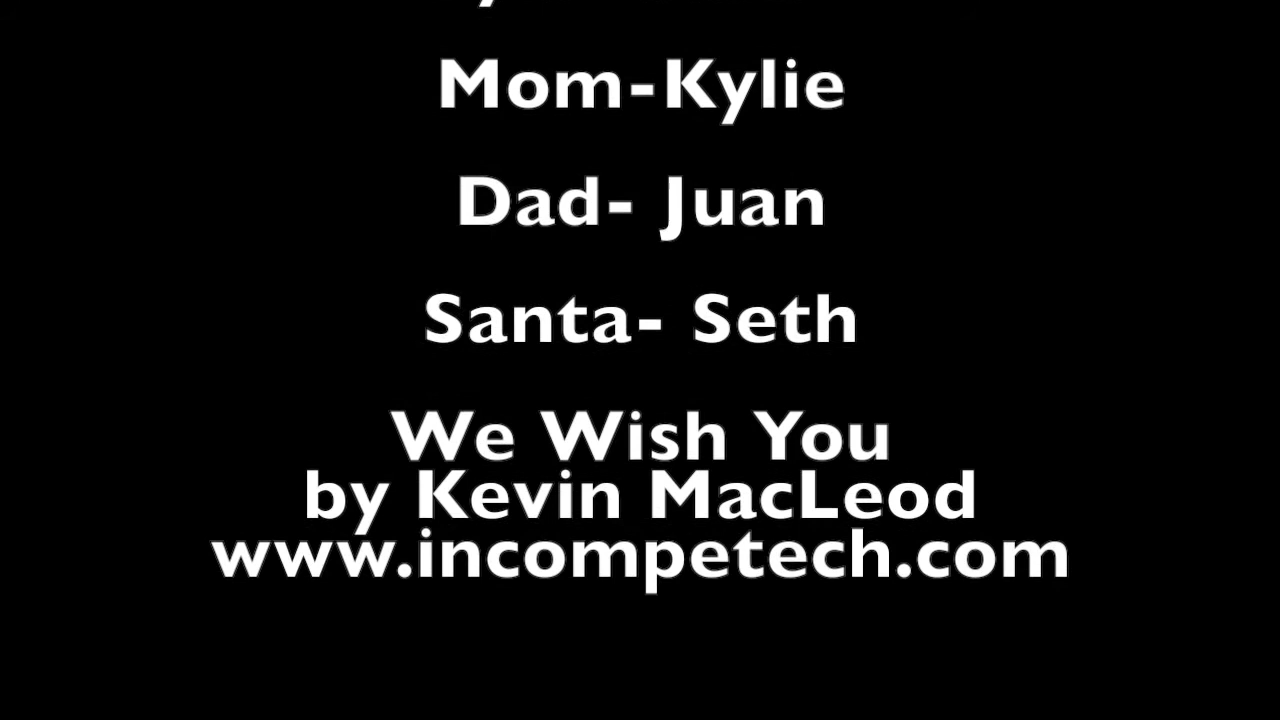 Mom-Kylie
Dad- Juan
Santa- Seth
We Wish You
by Kevin MacLeod
www.incompetech.com